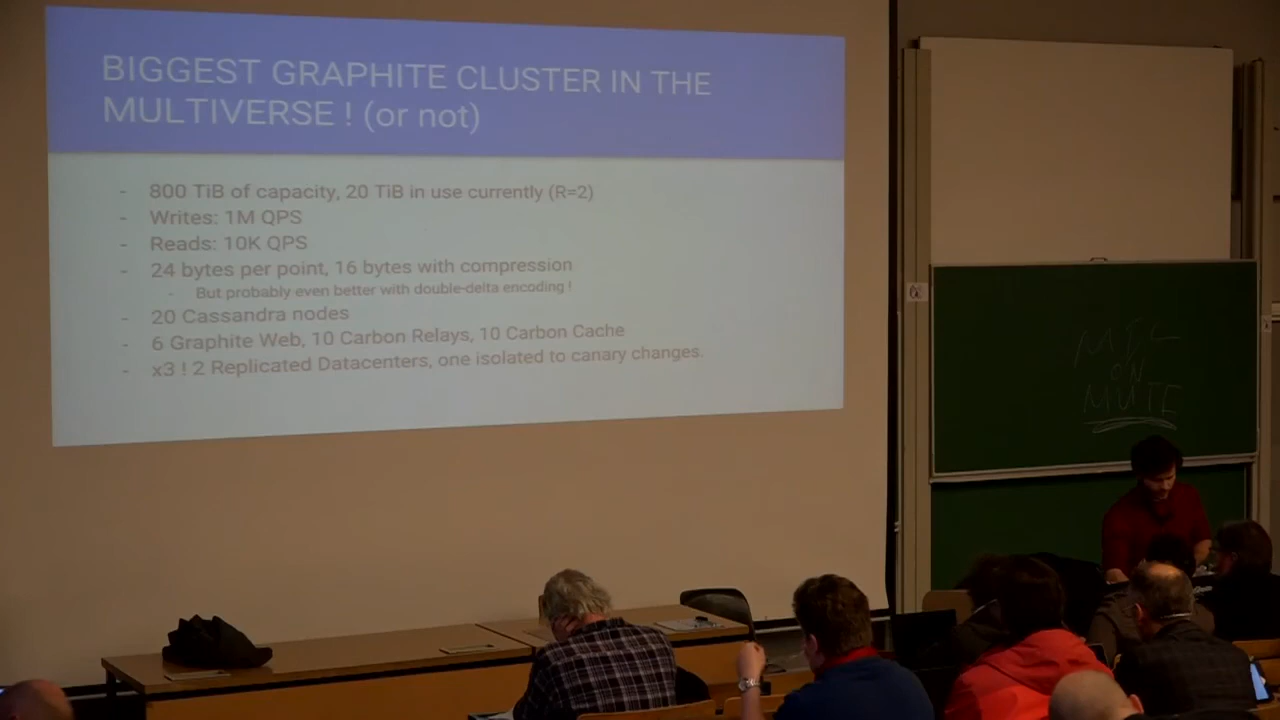 BIGGEST GRAPHITE CLUSTER IN THE
MULTIVERSE ! (or not)
- 800 TiB of capacity, 20 TiB in use currently (R=2)
- Writes: 1M QPS
- Reads: 10K QPS
- 24 bytes per point, 16 bytes with compression
- But probably even better with double-delta encoding !
- 20 Cassandra nodes
- 6 Graphite Web, 10 Carbon Relays, 10 Carbon Cache
- x3 ! 2 Replicated Datacenters, one isolated to canary changes.
MIC
ON
MUTE